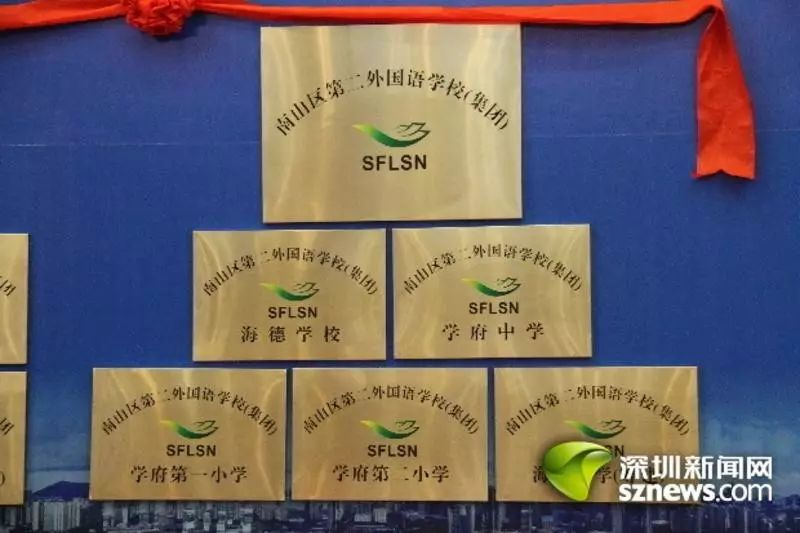 南山区第二外国语学校(集团)
SFLSN
南山区第二外国语学校(集团)
SFLSN
海德学校
南山区第二外国语学校(集团)
SFLSN
学府中学
南山区第二外国语学校(集团)
SFLSN
学府第一小学
南山区第二外国语学校(集团)
SFLSN
学府第二小学
南山区第二外国语学校(集团)
SFLSN
深圳新闻网
sznews.com